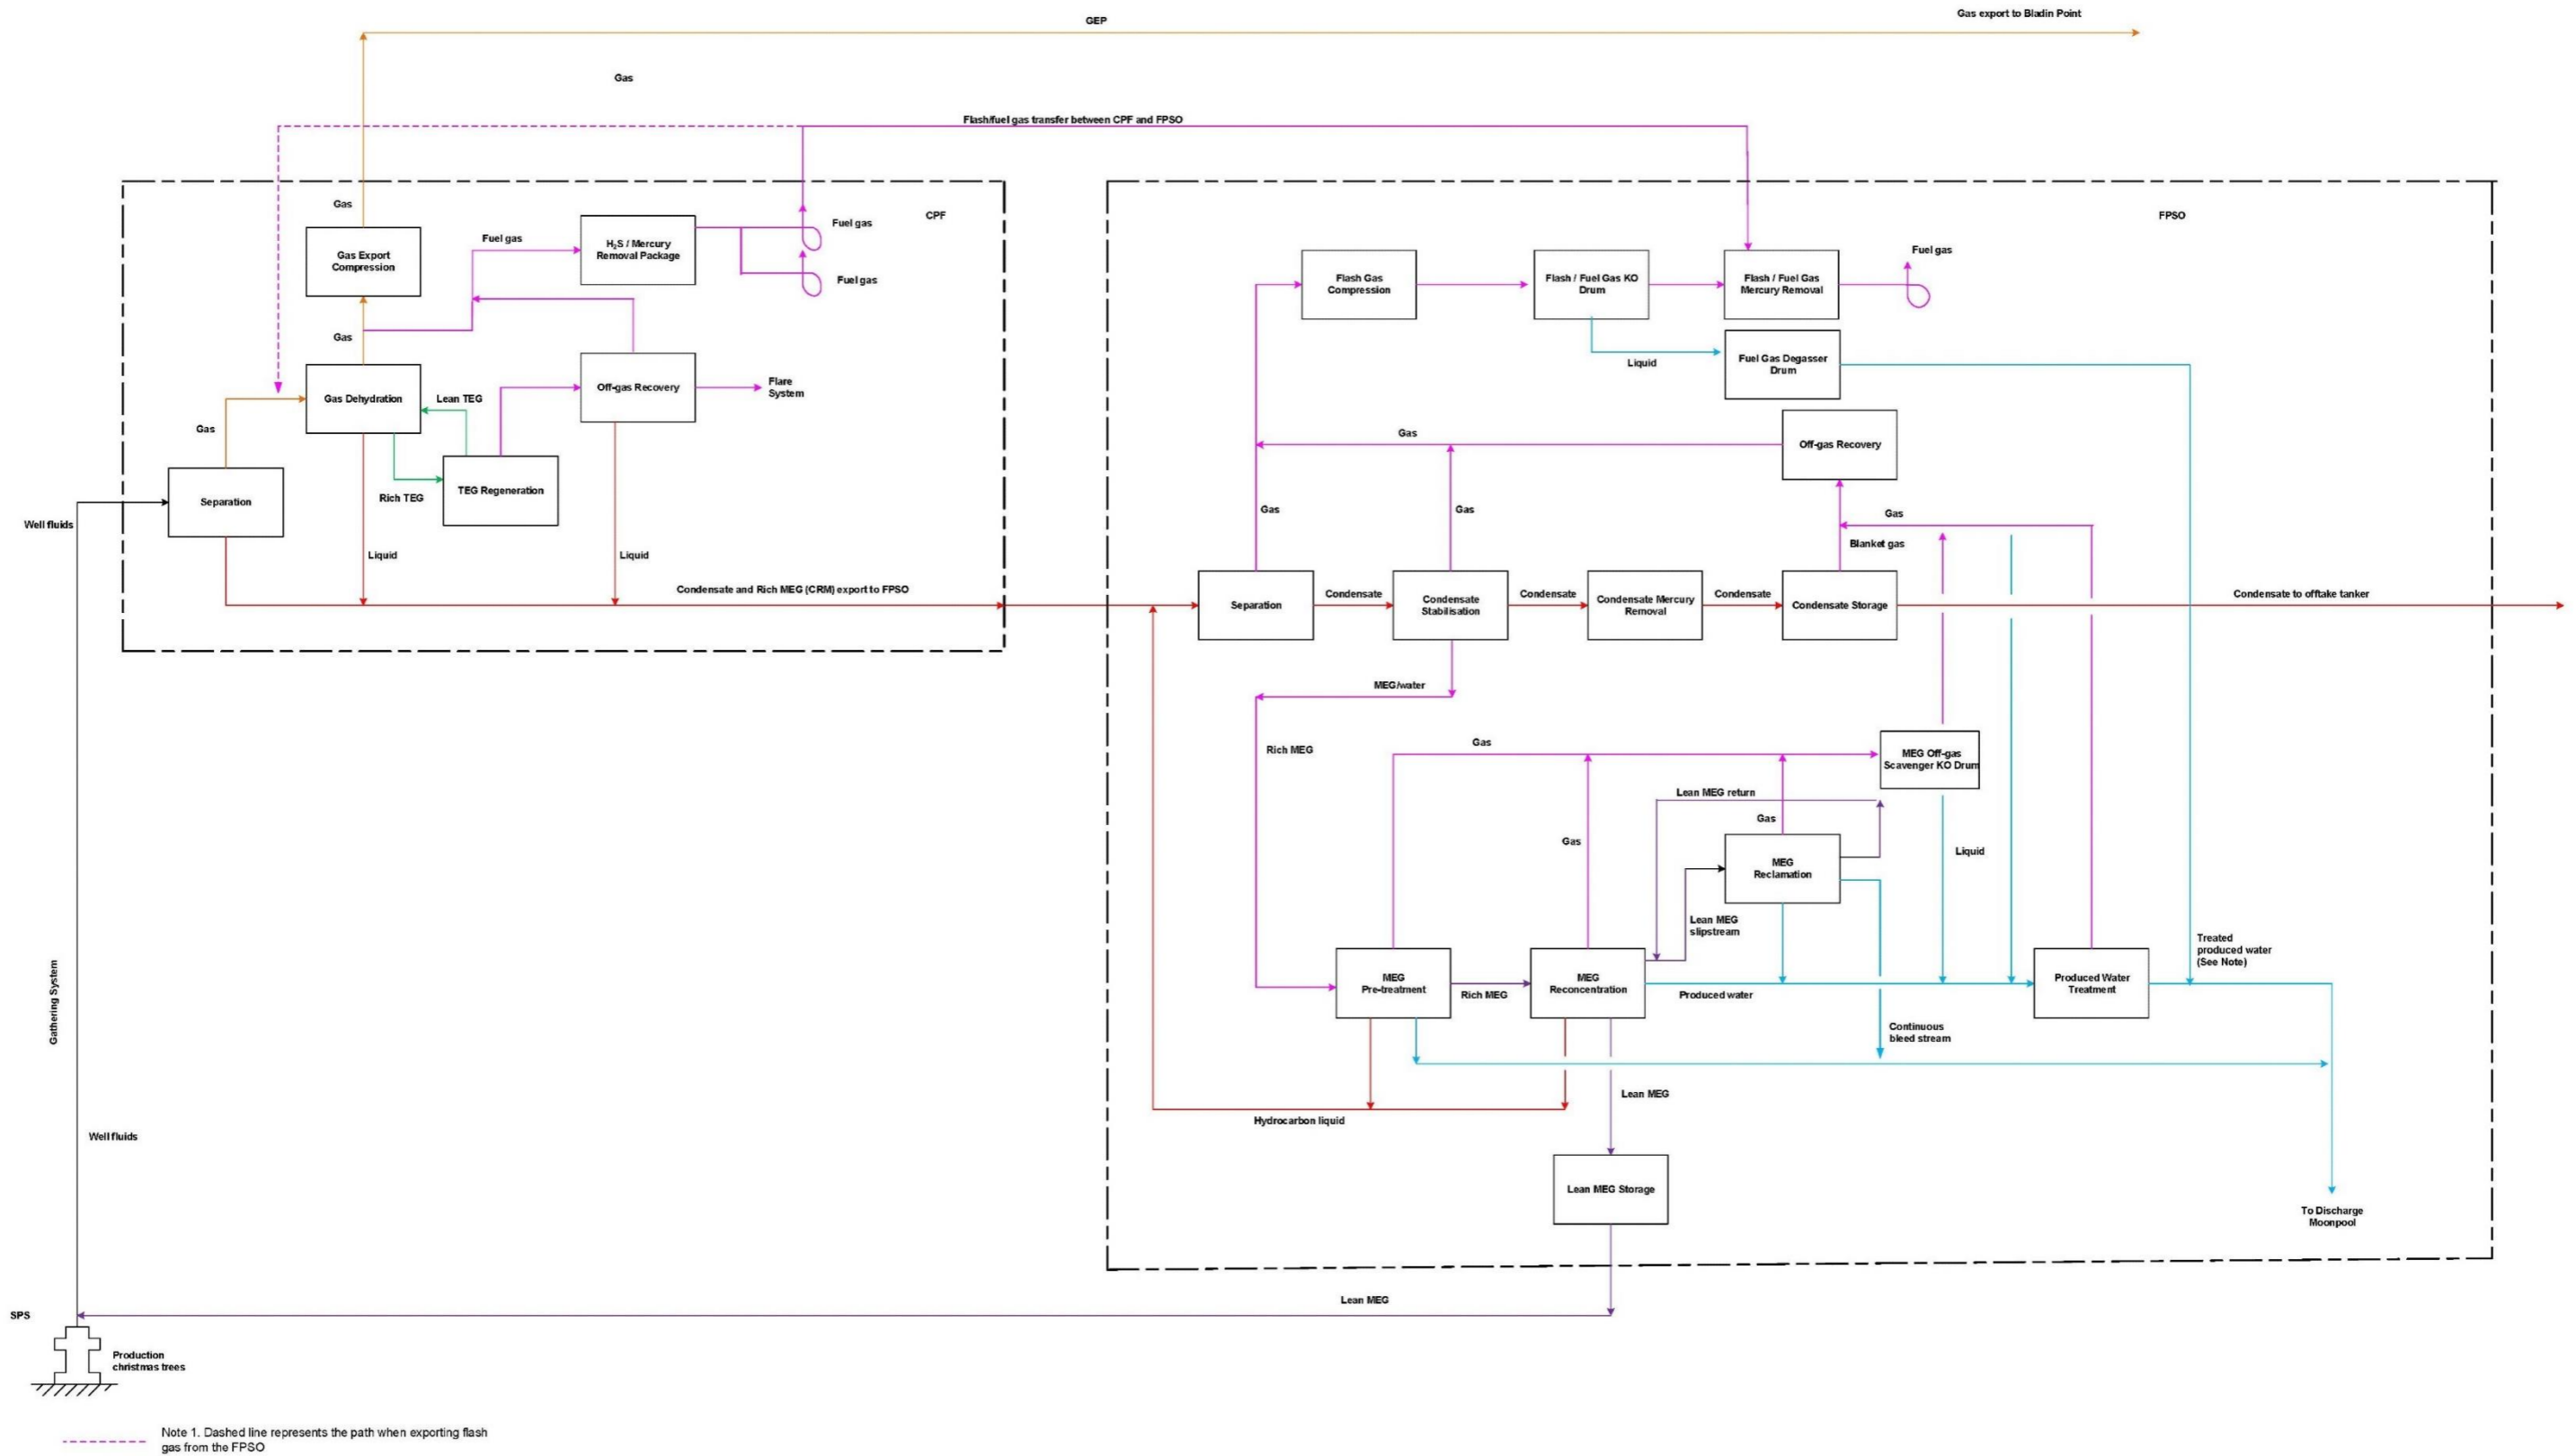 GEP
Gas export to Bladin Point
Gas
Flash/fuel gas transfer between CPF and FPSO
CPF
Gas
Gas Export
Compression
Fuel gas
H₂S / Mercury
Removal Package
Fuel gas
Fuel gas
Gas
Gas Dehydration
Lean TEG
Off-gas Recovery
Flare
System
Gas
Rich TEG
TEG Regeneration
Separation
Well fluids
Liquid
Liquid
Condensate and Rich MEG (CRM) export to FPSO
FPSO
Flash Gas
Compression
Flash / Fuel Gas KO
Drum
Flash / Fuel Gas
Mercury Removal
Fuel gas
Liquid
Fuel Gas Degasser
Drum
Gas
Off-gas Recovery
Gas
Gas
Gas
Blanket gas
Separation
Condensate
Condensate
Stabilisation
Condensate
Condensate Mercury
Removal
Condensate
Condensate Storage
Condensate to offtake tanker
MEG/water
Rich MEG
Gas
MEG Off-gas
Scavenger KO Drum
Lean MEG return
Gas
Gas
Liquid
MEG
Reclamation
Lean MEG
slipstream
Treated
produced water
(See Note)
MEG
Pre-treatment
Rich MEG
MEG
Reconcentration
Produced water
Produced Water
Treatment
Continuous
bleed stream
Lean MEG
Hydrocarbon liquid
Lean MEG Storage
To Discharge
Moonpool
Gathering System
Well fluids
Lean MEG
SPS
Production
christmas trees
Note 1. Dashed line represents the path when exporting flash
gas from the FPSO